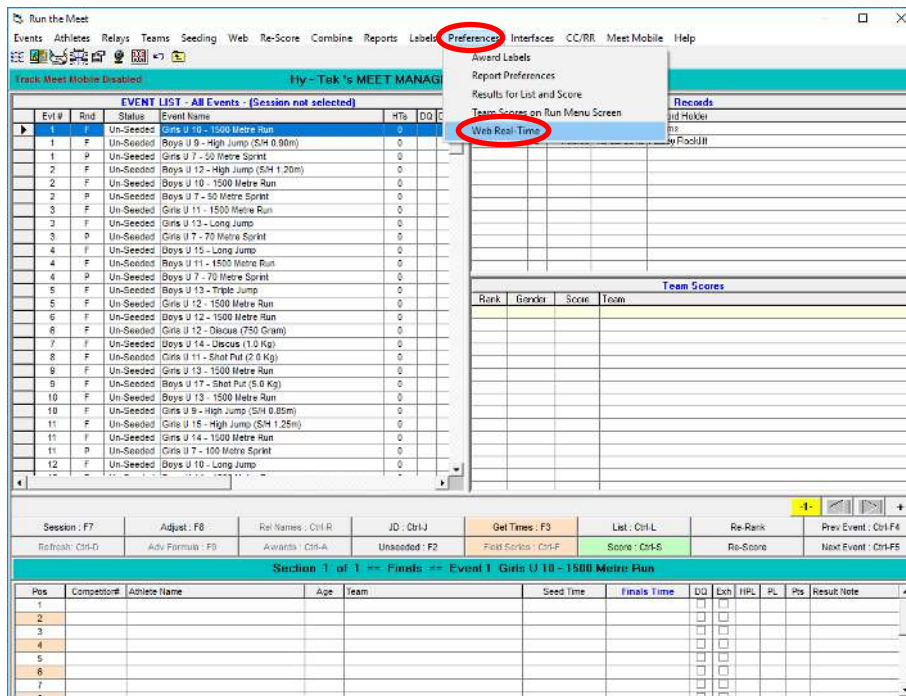 Run the Meet
Events Athletes Relays Teams Seeding Web Re-Score Combine Reports Labels Preferences Interfaces CC/RR Meet Mobile Help
Award Labels
Report Preferences
Results for List and Score
Team Scores on Run Menu Screen
Web Real-Time
Track Meet Mobile Disabled Hy-Tek's MEET MANAG
EVENT LIST - All Events - (Session not selected) Records
Evt # Rnd Status Event Name HTs DQ
1 F Un-Seeded Girls U 10 - 1500 Metre Run 0
1 F Un-Seeded Boys U 9 - High Jump (S/H 0.90m) 0
1 P Un-Seeded Girls U 7 - 50 Metre Sprint 0
2 F Un-Seeded Boys U 12 - High Jump (S/H 1.20m) 0
2 F Un-Seeded Boys U 10 - 1500 Metre Run 0
2 P Un-Seeded Boys U 7 - 50 Metre Sprint 0
3 F Un-Seeded Girls U 11 - 1500 Metre Run 0
3 F Un-Seeded Girls U 13 - Long Jump 0
3 P Un-Seeded Girls U 7 - 70 Metre Sprint 0
4 F Un-Seeded Boys U 15 - Long Jump 0
4 F Un-Seeded Boys U 11 - 1500 Metre Run 0
4 P Un-Seeded Boys U 7 - 70 Metre Sprint 0
5 F Un-Seeded Boys U 13 - Triple Jump 0
5 F Un-Seeded Girls U 12 - 1500 Metre Run 0
6 F Un-Seeded Boys U 12 - 1500 Metre Run 0
6 F Un-Seeded Girls U 12 - Discus (750 Gram) 0
7 F Un-Seeded Boys U 14 - Discus (1.0 Kg) 0
8 F Un-Seeded Girls U 11 - Shot Put (2.0 Kg) 0
9 F Un-Seeded Girls U 13 - 1500 Metre Run 0
9 F Un-Seeded Boys U 17 - Shot Put (5.0 Kg) 0
10 F Un-Seeded Boys U 13 - 1500 Metre Run 0
10 F Un-Seeded Girls U 9 - High Jump (S/H 0.85m) 0
11 F Un-Seeded Girls U 15 - High Jump (S/H 1.25m) 0
11 F Un-Seeded Girls U 14 - 1500 Metre Run 0
11 P Un-Seeded Girls U 7 - 100 Metre Sprint 0
12 F Un-Seeded Boys U 10 - Long Jump 0
Team Scores
Rank Gender Score Team
-1- +
Session : F7 Adjust : F8 Rel Names : Ctrl-R JD : Ctrl-J Get Times : F3 List : Ctrl-L Re-Rank Prev Event : Ctrl-F4
Refresh: Ctrl-D Adv Formula : F9 Awards : Ctrl-A Unseeded : F2 Field Series : Ctrl-F Score : Ctrl-S Re-Score Next Event : Ctrl-F5
Section 1 of 1 == Finals == Event 1 Girls U 10 - 1500 Metre Run
Pos Competitor# Athlete Name Age Team Seed Time Finals Time DQ Exh HPL PL Pts Result Note
1
2
3
4
5
6
7